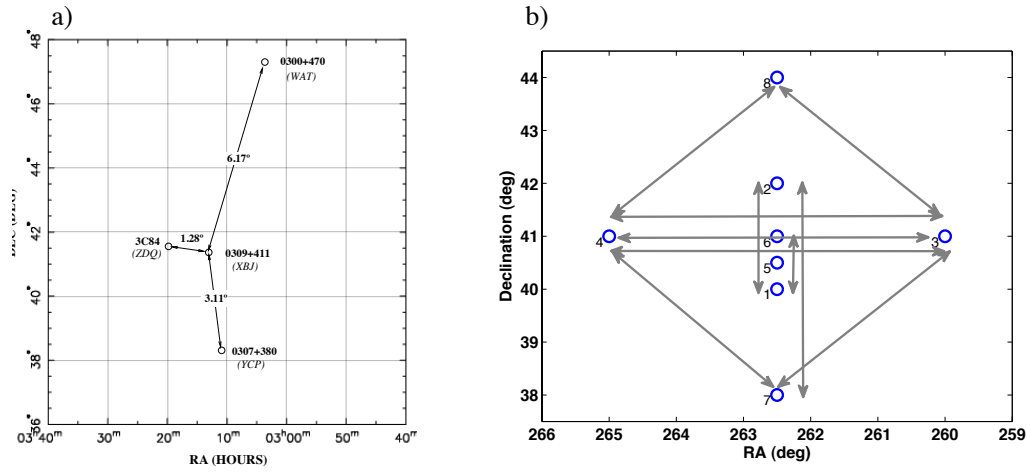 a)
48°
46°
44°
42°
40°
38°
36°
0300+470
(WAT)
6.17°
3C84
(ZDQ)
1.28°
0309+411
(XBJ)
3.11°
0307+380
(YCP)
03ʰ40ᵐ 30ᵐ 20ᵐ 10ᵐ 03ʰ00ᵐ 50ᵐ 40ᵐ
RA (HOURS)
b)
Declination (deg)
44
43
42
41
40
39
38
8
2
4
6
3
5
1
7
266 265 264 263 262 261 260 259
RA (deg)